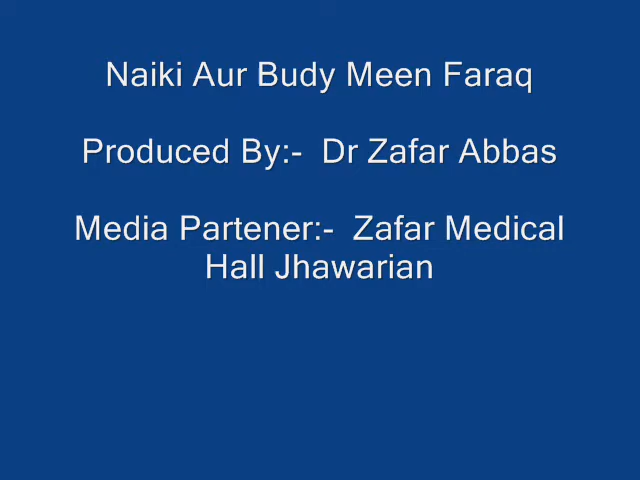 Naiki Aur Budy Meen Faraq
Produced By:-  Dr Zafar Abbas
Media Partener:-  Zafar Medical
Hall Jhawarian